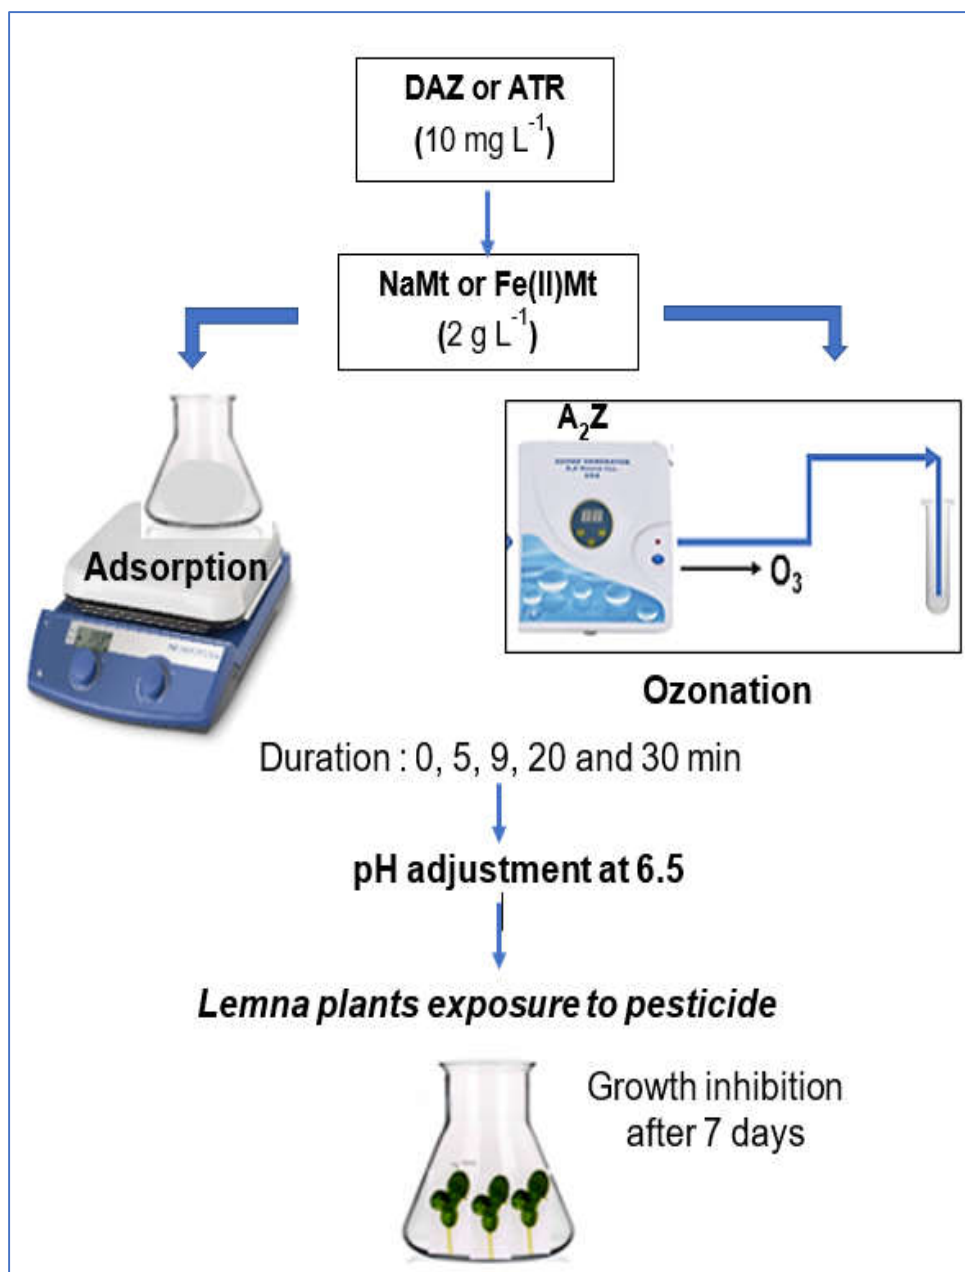 DAZ or ATR
(10 mg L⁻¹)
NaMt or Fe(II)Mt
(2 g L⁻¹)
A₂Z
OZONE GENERATOR
Adsorption
O₃
Ozonation
Duration : 0, 5, 9, 20 and 30 min
pH adjustment at 6.5
Lemna plants exposure to pesticide
Growth inhibition
after 7 days